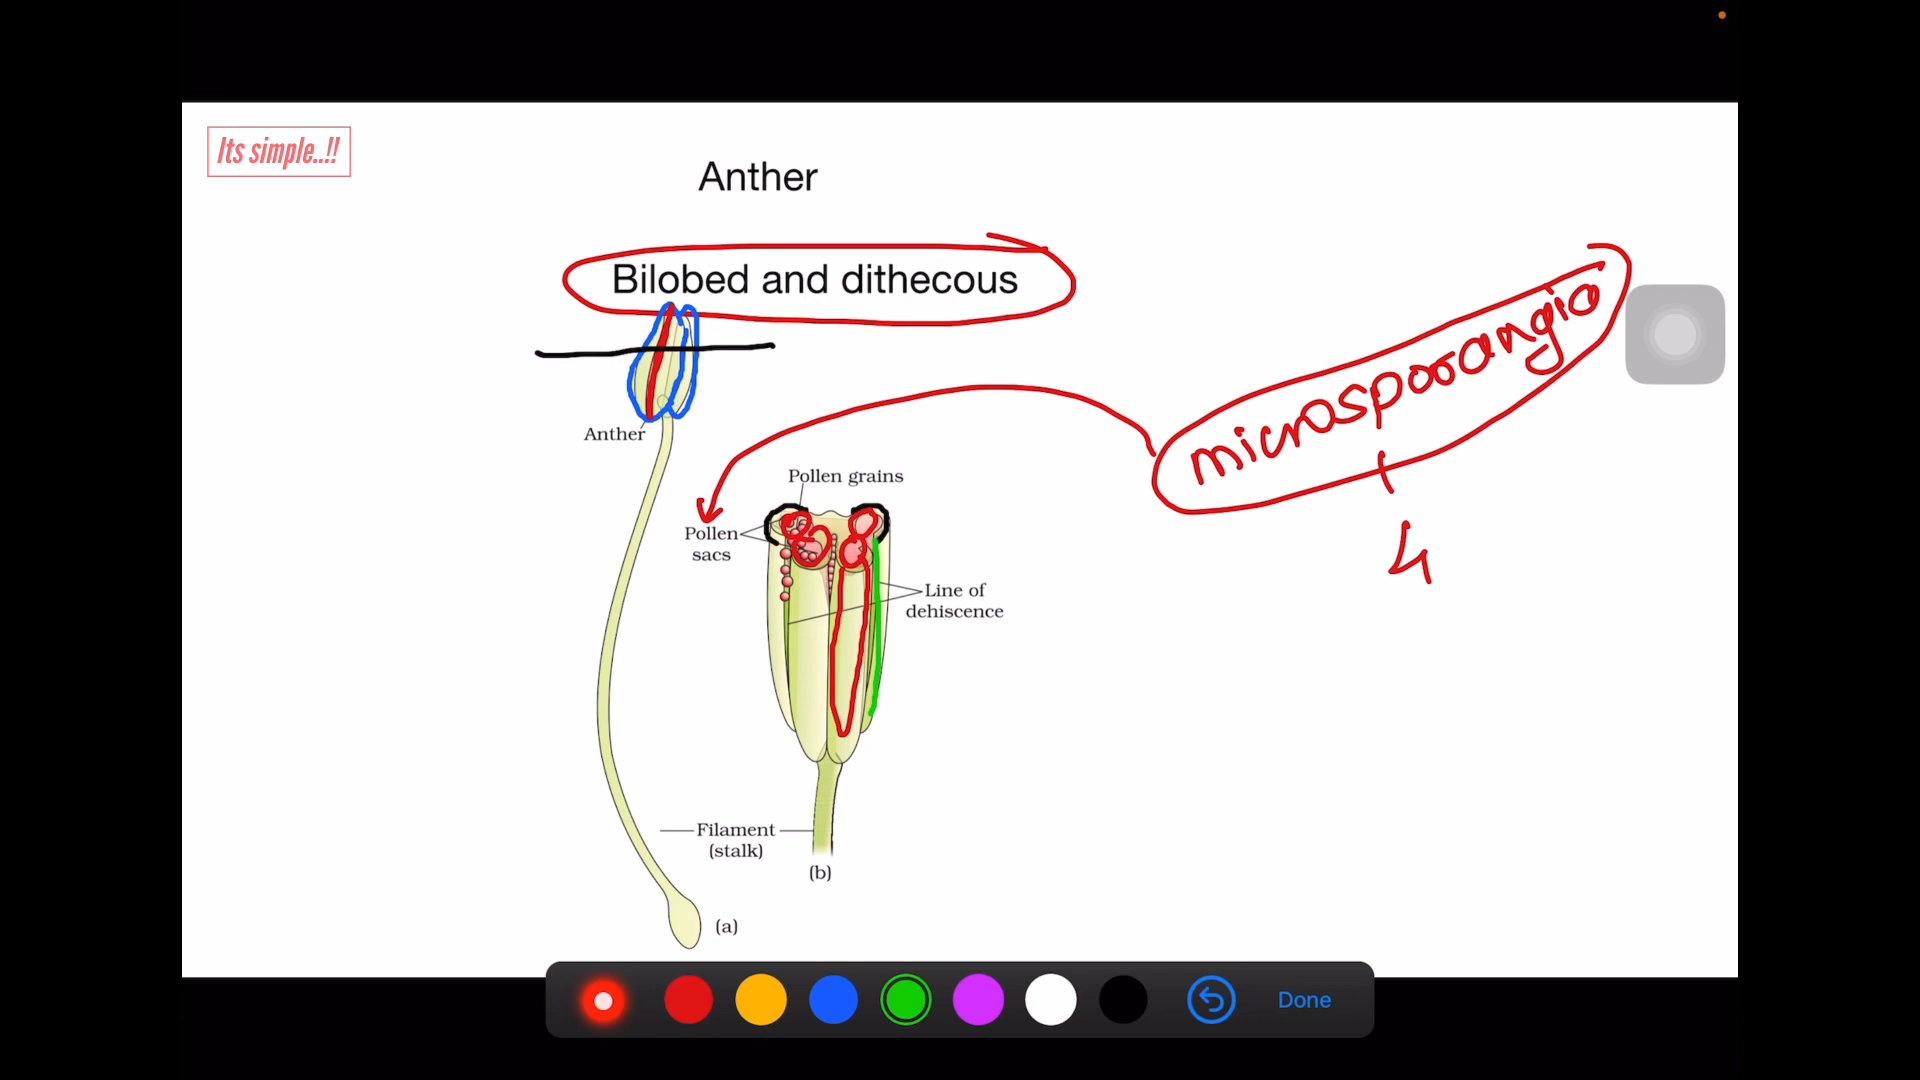 Its simple..!!
Anther
Bilobed and dithecous
microsporangia
4
Anther
Pollen grains
Pollen
sacs
Line of
dehiscence
Filament
(stalk)
(b)
(a)
Done